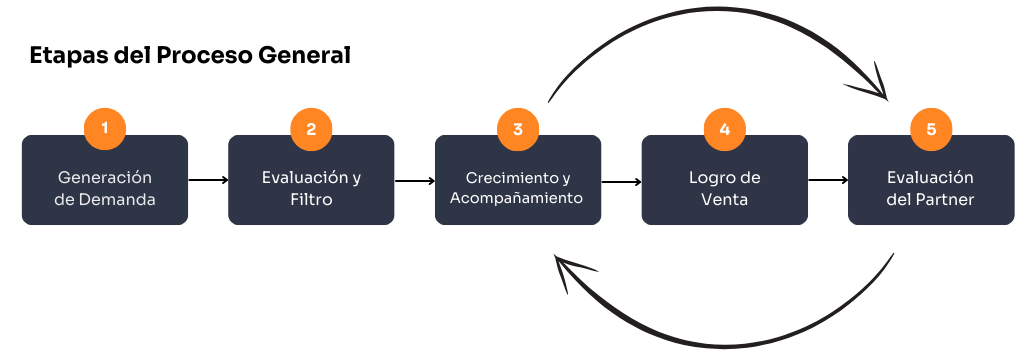 Etapas del Proceso General
1
Generación
de Demanda
2
Evaluación y
Filtro
3
Crecimiento y
Acompañamiento
4
Logro de
Venta
5
Evaluación
del Partner